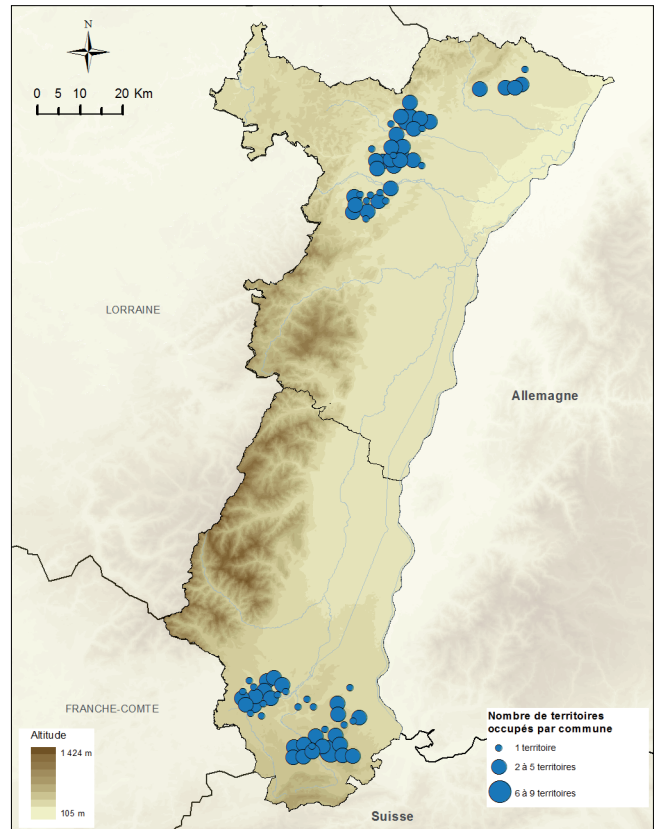 N
0 5 10 20 Km
LORRAINE
Allemagne
FRANCHE-COMTE
Suisse
Altitude
1 424 m
105 m
Nombre de territoires
occupés par commune
1 territoire
2 à 5 territoires
6 à 9 territoires